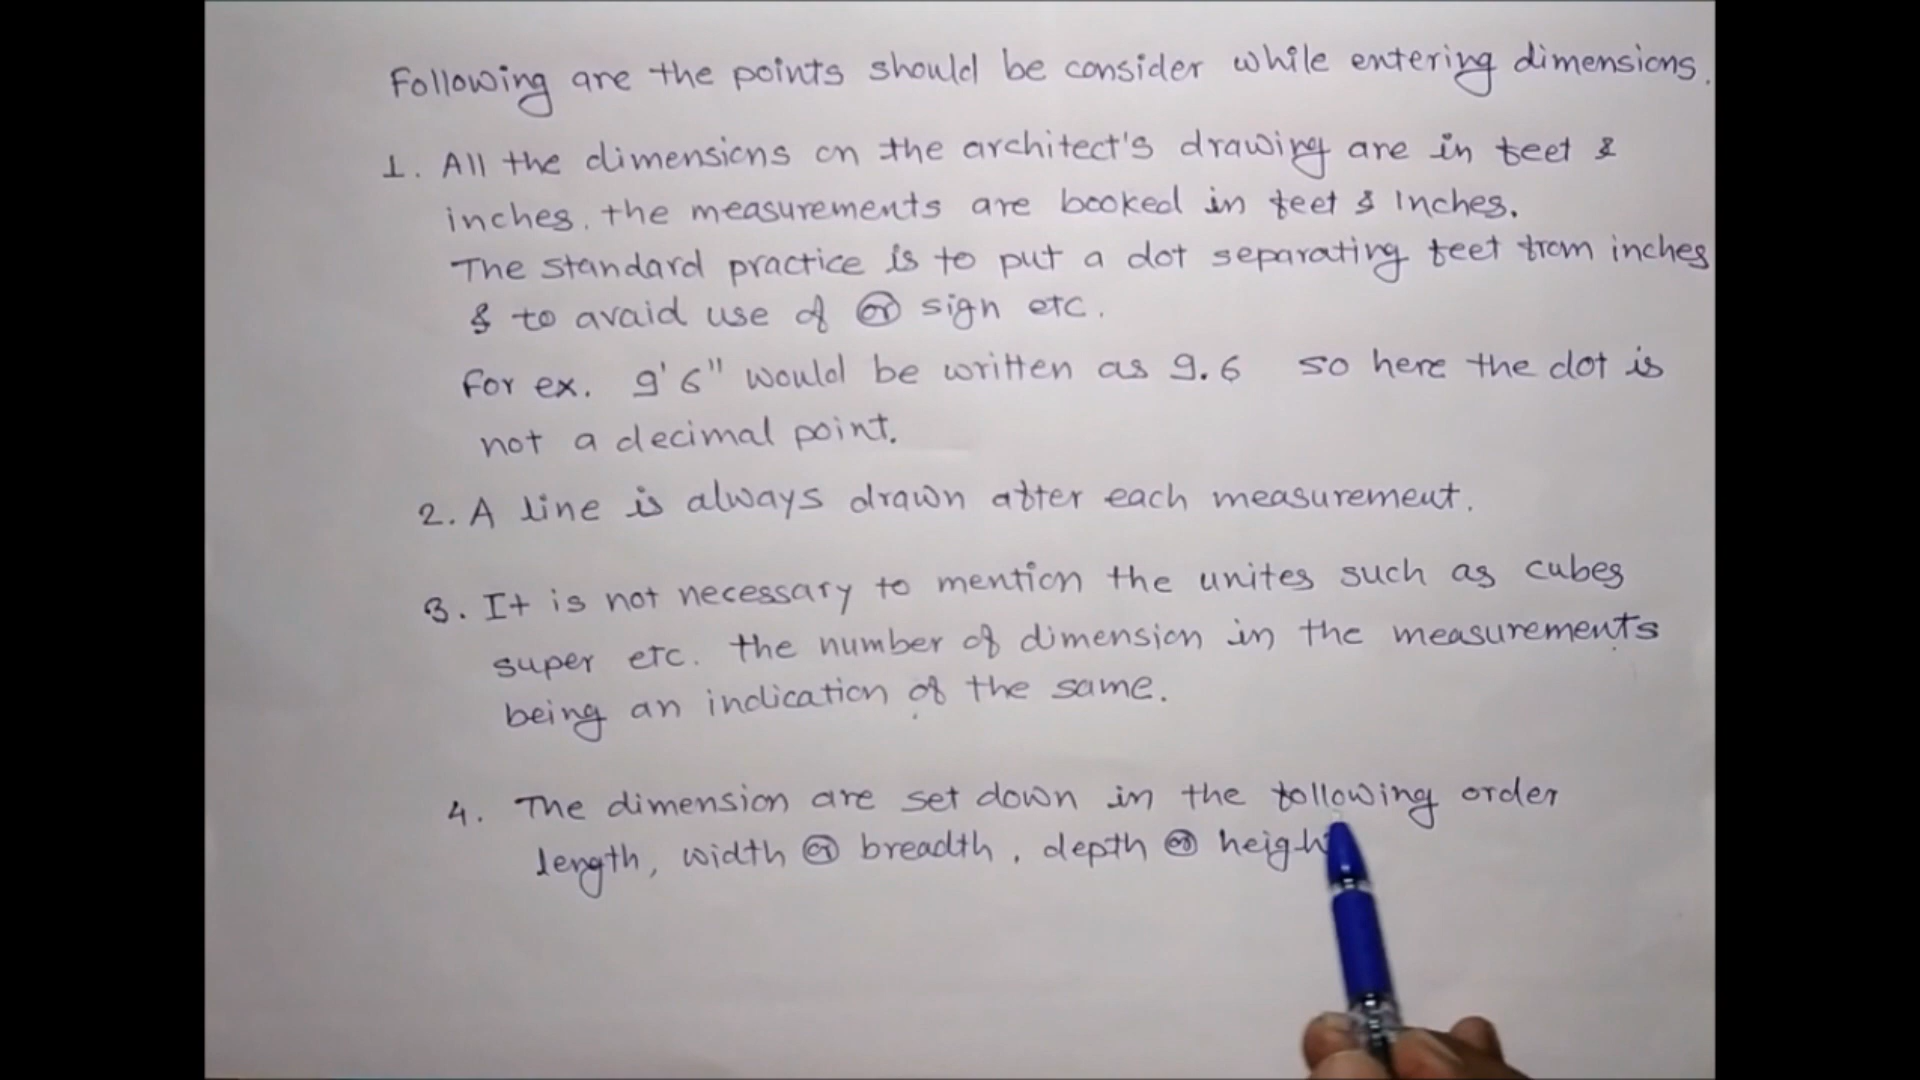 Following are the points should be consider while entering dimensions.
1. All the dimensions on the architect's drawing are in feet &
inches. the measurements are booked in feet & Inches.
The standard practice is to put a dot separating feet from inches
& to avaid use of or sign etc.
For ex. 9'6" would be written as 9.6 so here the dot is
not a decimal point.
2. A line is always drawn after each measurement.
3. It is not necessary to mention the unites such as cubes
super etc. the number of dimension in the measurements
being an indication of the same.
4. The dimension are set down in the following order
length, width or breadth, depth or heigh